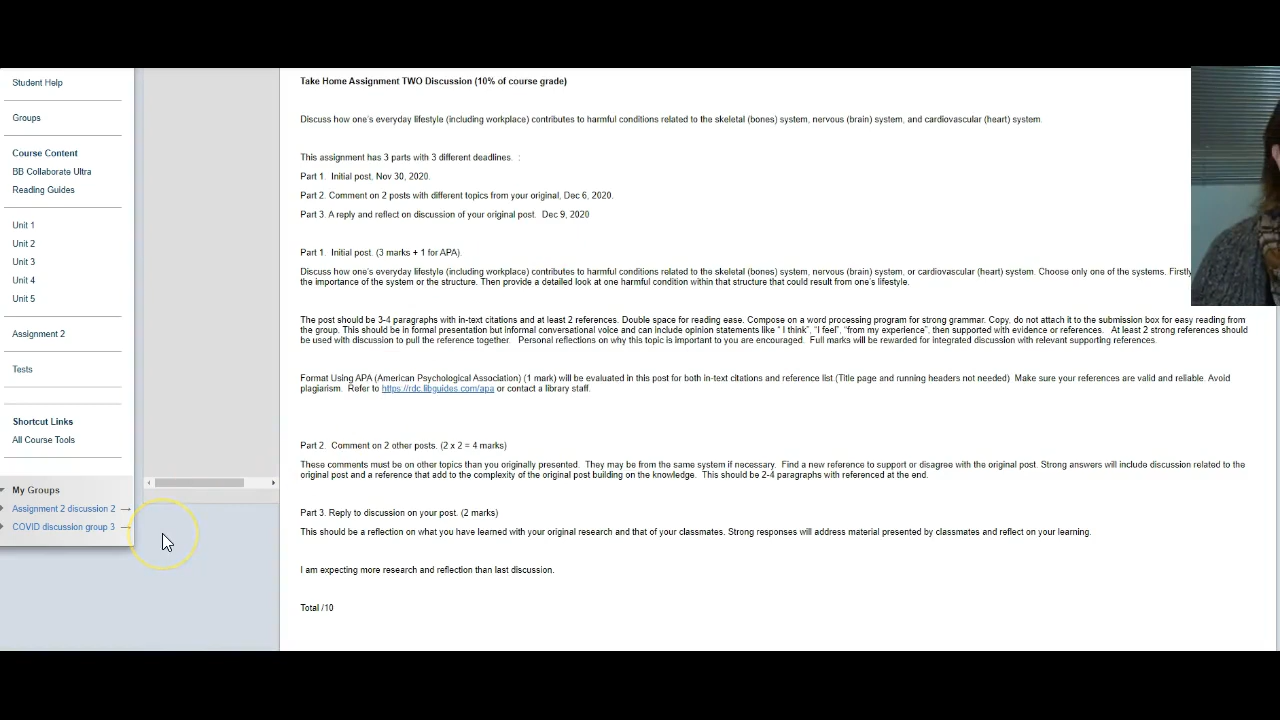 Student Help
Groups
Course Content
BB Collaborate Ultra
Reading Guides
Unit 1
Unit 2
Unit 3
Unit 4
Unit 5
Assignment 2
Tests
Shortcut Links
All Course Tools
My Groups
Assignment 2 discussion 2
COVID discussion group 3
Take Home Assignment TWO Discussion (10% of course grade)
Discuss how one's everyday lifestyle (including workplace) contributes to harmful conditions related to the skeletal (bones) system, nervous (brain) system, and cardiovascular (heart) system.
This assignment has 3 parts with 3 different deadlines. :
Part 1. Initial post, Nov 30, 2020.
Part 2. Comment on 2 posts with different topics from your original, Dec 6, 2020.
Part 3. A reply and reflect on discussion of your original post. Dec 9, 2020
Part 1. Initial post. (3 marks + 1 for APA).
Discuss how one's everyday lifestyle (including workplace) contributes to harmful conditions related to the skeletal (bones) system, nervous (brain) system, or cardiovascular (heart) system. Choose only one of the systems. Firstly
the importance of the system or the structure. Then provide a detailed look at one harmful condition within that structure that could result from one's lifestyle.
The post should be 3-4 paragraphs with in-text citations and at least 2 references. Double space for reading ease. Compose on a word processing program for strong grammar. Copy, do not attach it to the submission box for easy reading from
the group. This should be in formal presentation but informal conversational voice and can include opinion statements like “ I think”, “I feel”, “from my experience”, then supported with evidence or references. At least 2 strong references should
be used with discussion to pull the reference together. Personal reflections on why this topic is important to you are encouraged. Full marks will be rewarded for integrated discussion with relevant supporting references.
Format Using APA (American Psychological Association) (1 mark) will be evaluated in this post for both in-text citations and reference list.(Title page and running headers not needed) Make sure your references are valid and reliable. Avoid
plagiarism. Refer to https://rdc.libguides.com/apa or contact a library staff.
Part 2. Comment on 2 other posts. (2 x 2 = 4 marks)
These comments must be on other topics than you originally presented. They may be from the same system if necessary. Find a new reference to support or disagree with the original post. Strong answers will include discussion related to the
original post and a reference that add to the complexity of the original post building on the knowledge. This should be 2-4 paragraphs with referenced at the end.
Part 3. Reply to discussion on your post. (2 marks)
This should be a reflection on what you have learned with your original research and that of your classmates. Strong responses will address material presented by classmates and reflect on your learning.
I am expecting more research and reflection than last discussion.
Total /10